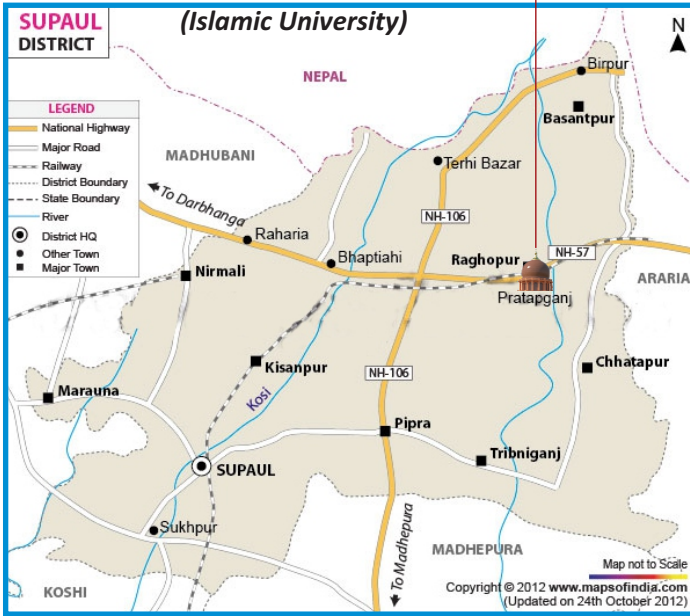 (Islamic University)
SUPAUL
DISTRICT
N
NEPAL
Birpur
Basantpur
LEGEND
National Highway
Major Road
Railway
District Boundary
State Boundary
River
District HQ
Other Town
Major Town
MADHUBANI
Terhi Bazar
To Darbhanga
NH-106
Raharia
Bhaptiahi
Raghopur
NH-57
Nirmali
ARARIA
Pratapganj
Kisanpur
NH-106
Chhatapur
Marauna
Kosi
Pipra
Tribniganj
SUPAUL
Sukhpur
MADHEPURA
To Madhepura
KOSHI
Map not to Scale
Copyright © 2012 www.mapsofindia.com
(Updated on 24th October 2012)